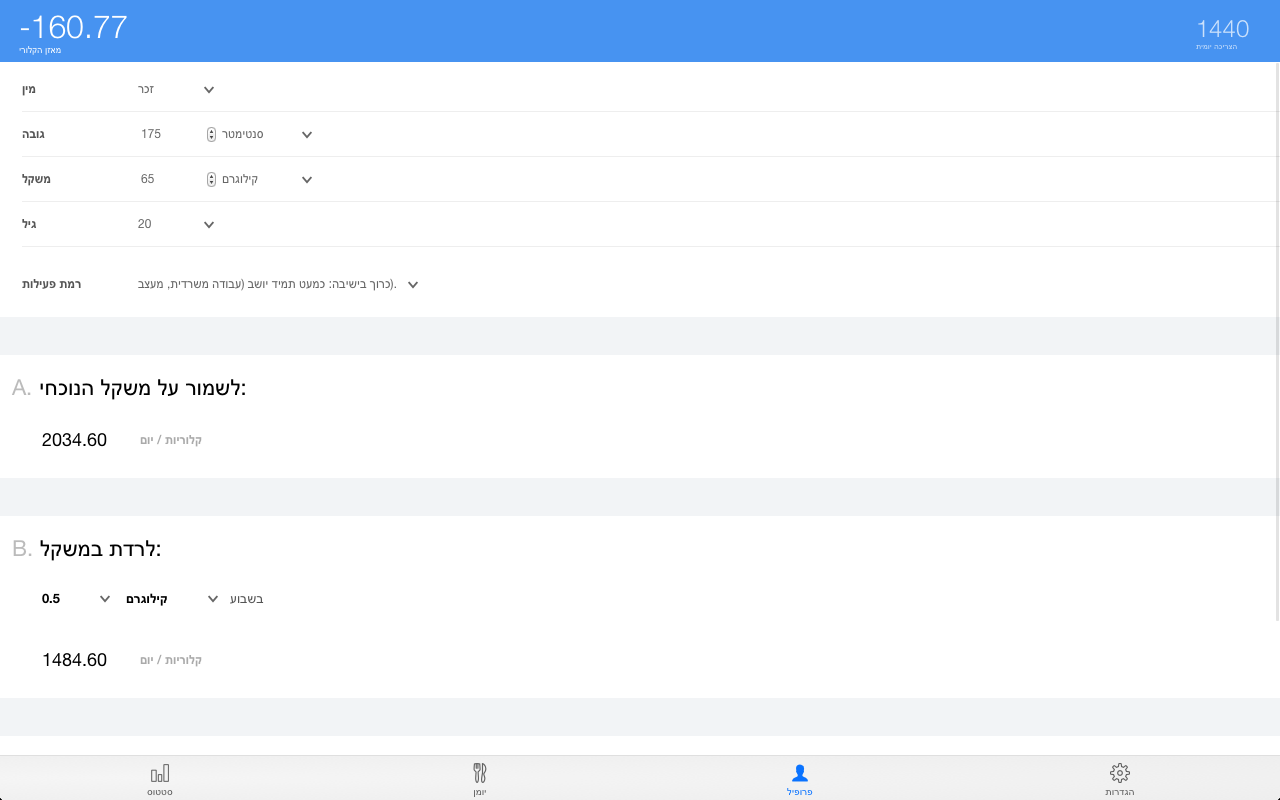 -160.77
מאזן הקלורי
1440
הצריכה יומית
מין זכר
גובה 175 סנטימטר
משקל 65 קילוגרם
גיל 20
רמת פעילות כרוך בישיבה: כמעט תמיד יושב (עבודה משרדית, מעצב).
A. לשמור על משקל הנוכחי:
2034.60 קלוריות / יום
B. לרדת במשקל:
0.5 קילוגרם בשבוע
1484.60 קלוריות / יום
סטטוס יומן פרופיל הגדרות